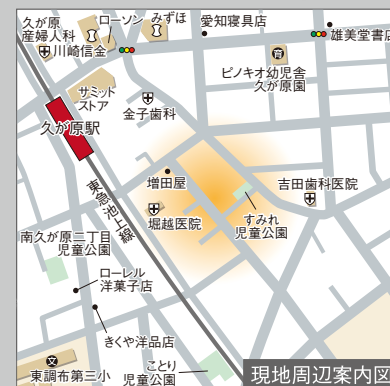 久が原
産婦人科
ローソン
みずほ
愛知寝具店
雄美堂書店
川崎信金
育
ピノキオ幼児舎
久が原園
サミット
ストア
金子歯科
久が原駅
東急池上線
増田屋
吉田歯科医院
堀越医院
すみれ
児童公園
南久が原二丁目
児童公園
ローレル
洋菓子店
きくや洋品店
文
東調布第三小
ことり
児童公園
現地周辺案内図